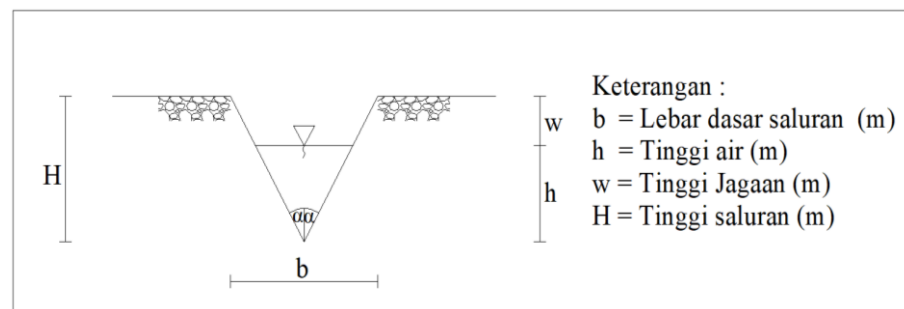 Keterangan :
b = Lebar dasar saluran (m)
h = Tinggi air (m)
w = Tinggi Jagaan (m)
H = Tinggi saluran (m)
H
w
h
αα
b